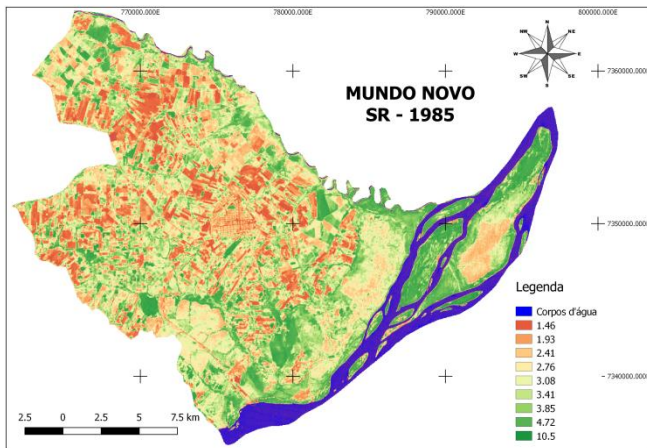 770000.000E 780000.000E 790000.000E 800000.000E
N
NW NE
W E
SW SE
S
7360000.000N
MUNDO NOVO
SR - 1985
7350000.000N
Legenda
Corpos d'água
1.46
1.93
2.41
2.76
3.08
3.41
3.85
4.72
10.5
7340000.000N
2.5 0 2.5 5 7.5 km